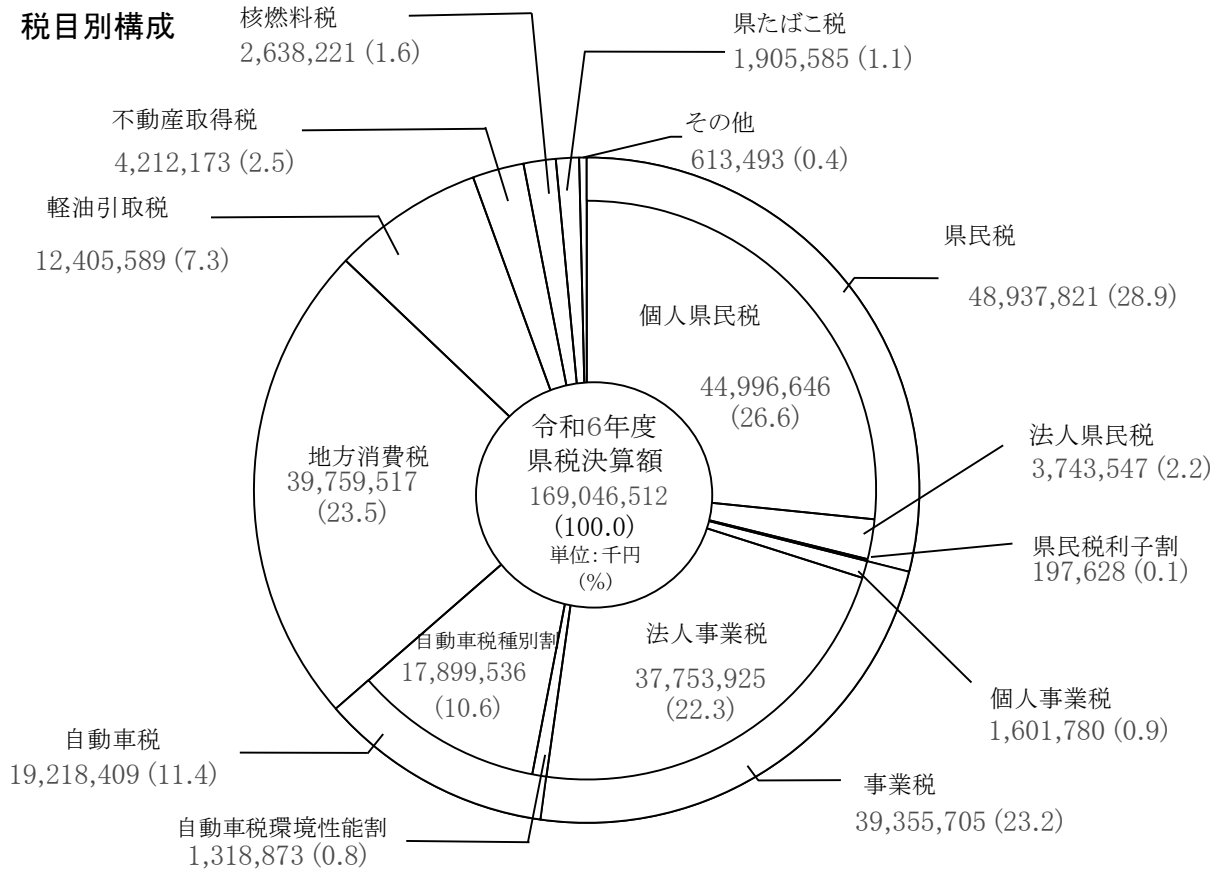 税目別構成
核燃料税
2,638,221 (1.6)
県たばこ税
1,905,585 (1.1)
不動産取得税
4,212,173 (2.5)
その他
613,493 (0.4)
軽油引取税
12,405,589 (7.3)
県民税
48,937,821 (28.9)
個人県民税
44,996,646
(26.6)
法人県民税
3,743,547 (2.2)
県民税利子割
197,628 (0.1)
地方消費税
39,759,517
(23.5)
令和6年度
県税決算額
169,046,512
(100.0)
単位:千円
(%)
自動車税種別割
17,899,536
(10.6)
法人事業税
37,753,925
(22.3)
個人事業税
1,601,780 (0.9)
自動車税
19,218,409 (11.4)
事業税
39,355,705 (23.2)
自動車税環境性能割
1,318,873 (0.8)